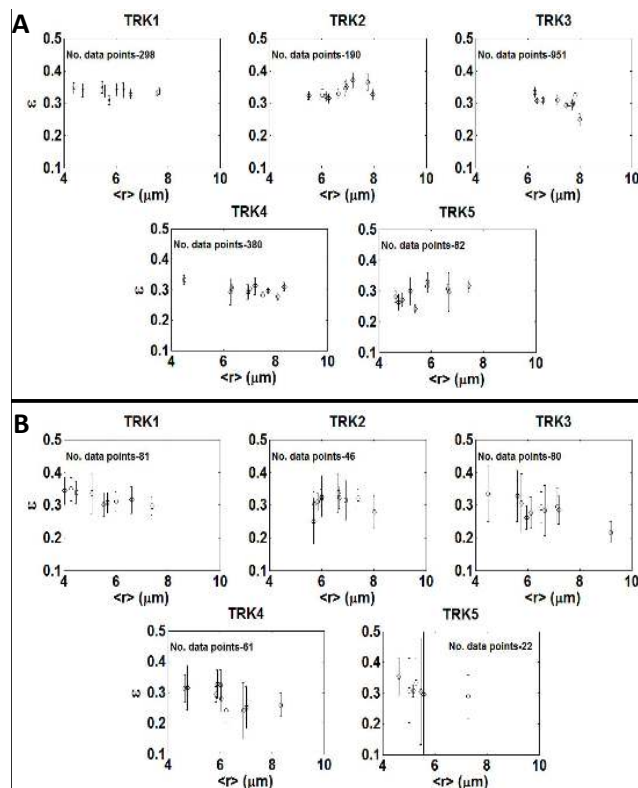 A
TRK1 TRK2 TRK3
No. data points-298 No. data points-190 No. data points-951
ε
0.5 0.4 0.3 0.2 0.1
0.5 0.4 0.3 0.2 0.1
0.5 0.4 0.3 0.2 0.1
4 6 8 10 4 6 8 10 4 6 8 10
<r> (μm) <r> (μm) <r> (μm)
TRK4 TRK5
No. data points-380 No. data points-82
ε
0.5 0.4 0.3 0.2 0.1
0.5 0.4 0.3 0.2 0.1
4 6 8 10 4 6 8 10
<r> (μm) <r> (μm)
B
TRK1 TRK2 TRK3
No. data points-81 No. data points-46 No. data points-80
ε
0.5 0.4 0.3 0.2 0.1
0.5 0.4 0.3 0.2 0.1
0.5 0.4 0.3 0.2 0.1
4 6 8 10 4 6 8 10 4 6 8 10
<r> (μm) <r> (μm) <r> (μm)
TRK4 TRK5
No. data points-61 No. data points-22
ε
0.5 0.4 0.3 0.2 0.1
0.5 0.4 0.3 0.2 0.1
4 6 8 10 4 6 8 10
<r> (μm) <r> (μm)